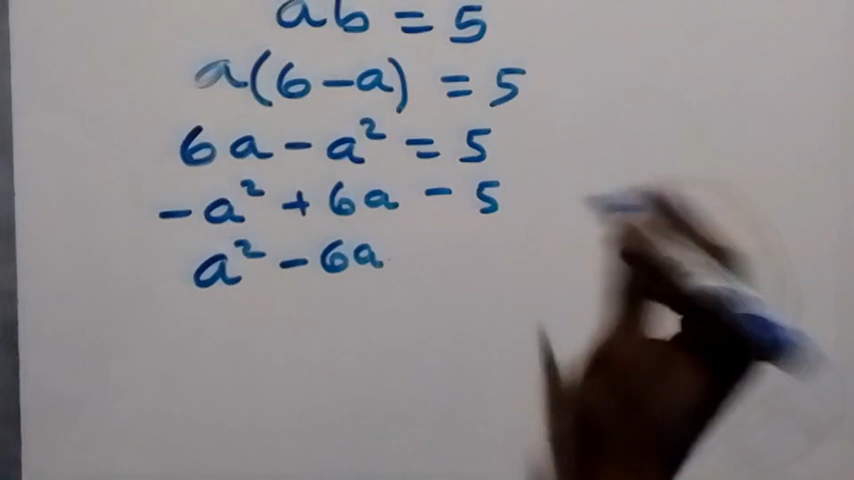 ab = 5
a(6-a) = 5
6a - a² = 5
-a² + 6a - 5
a² - 6a